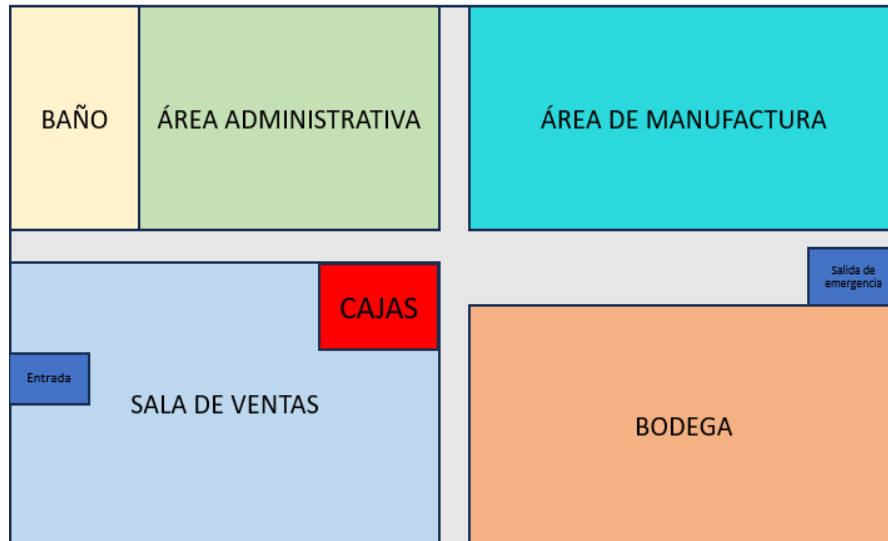 BAÑO
ÁREA ADMINISTRATIVA
ÁREA DE MANUFACTURA
Salida de
emergencia
CAJAS
Entrada
SALA DE VENTAS
BODEGA